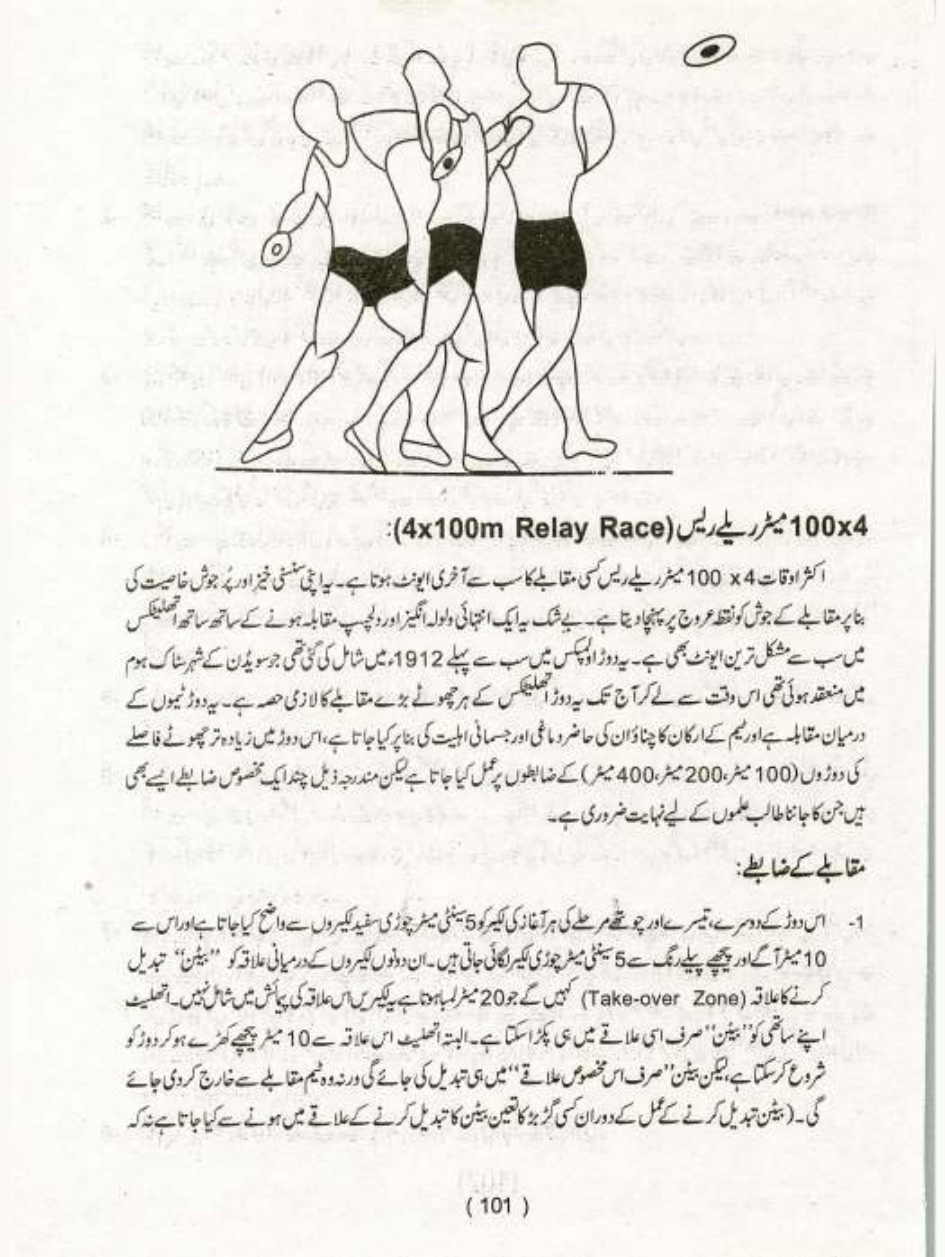 100x4 میٹر ریلے ریس (4x100m Relay Race):
اکثر اوقات 4 x 100 میٹر ریلے ریس کسی مقابلے کا سب سے آخری ایونٹ ہوتا ہے۔ یہ اپنی سنسنی خیز اور پُر جوش خاصیت کی
بنا پر مقابلے کے جوش کو نقطہ عروج پر پہنچا دیتا ہے۔ بے شک یہ ایک انتہائی ولولہ انگیز اور دلچسپ مقابلہ ہونے کے ساتھ ساتھ اتھلیٹکس
میں سب سے مشکل ترین ایونٹ بھی ہے۔ یہ دوڑ اولمپکس میں سب سے پہلے 1912ء میں شامل کی گئی تھی جو سویڈن کے شہر سٹاک ہوم
میں منعقد ہوئی تھی اس وقت سے لے کر آج تک یہ دوڑ اتھلیٹکس کے ہر چھوٹے بڑے مقابلے کا لازمی حصہ ہے۔ یہ دوڑ ٹیموں کے
درمیان مقابلہ ہے اور ٹیم کے ارکان کا چناؤ ان کی حاضر دماغی اور جسمانی اہلیت کی بنا پر کیا جاتا ہے، اس دوڑ میں زیادہ تر چھوٹے فاصلے
کی دوڑوں (100 میٹر، 200 میٹر، 400 میٹر) کے ضابطوں پر عمل کیا جاتا ہے لیکن مندرجہ ذیل چند ایک مخصوص ضابطے ایسے بھی
ہیں جن کا جاننا طالب علموں کے لیے نہایت ضروری ہے۔
مقابلے کے ضابطے:
1- اس دوڑ کے دوسرے، تیسرے اور چوتھے مرحلے کی ہر آغاز کی لکیر کو 5 سینٹی میٹر چوڑی سفید لکیروں سے واضح کیا جاتا ہے اور اس سے
10 میٹر آگے اور پیچھے پیلے رنگ سے 5 سینٹی میٹر چوڑی لکیر لگائی جاتی ہیں۔ ان دونوں لکیروں کے درمیانی علاقہ کو ”بیٹن“ تبدیل
کرنے کا علاقہ (Take-over Zone) کہیں گے جو 20 میٹر لمبا ہوتا ہے یہ لکیریں اس علاقہ کی پیمائش میں شامل نہیں۔ اتھلیٹ
اپنے ساتھی کو ”بیٹن“ صرف اسی علاقے میں ہی پکڑا سکتا ہے۔ البتہ اتھلیٹ اس علاقہ سے 10 میٹر پیچھے کھڑے ہو کر دوڑ کو
شروع کر سکتا ہے، لیکن بیٹن ”صرف اس مخصوص علاقے“ میں ہی تبدیل کی جائے گی ورنہ وہ ٹیم مقابلے سے خارج کر دی جائے
گی۔ (بیٹن تبدیل کرنے کے عمل کے دوران کسی گڑبڑ کا تعین بیٹن کا تبدیل کرنے کے علاقے میں ہونے سے کیا جاتا ہے نہ کہ
( 101 )